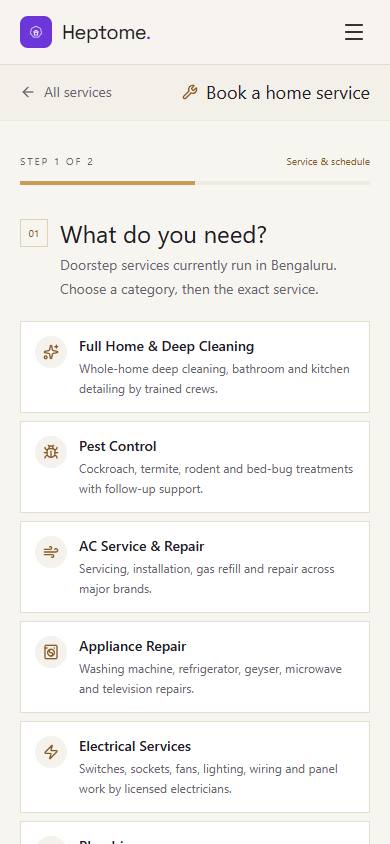 Heptome.
All services
Book a home service
STEP 1 OF 2
Service & schedule
01
What do you need?
Doorstep services currently run in Bengaluru.
Choose a category, then the exact service.
Full Home & Deep Cleaning
Whole-home deep cleaning, bathroom and kitchen
detailing by trained crews.
Pest Control
Cockroach, termite, rodent and bed-bug treatments
with follow-up support.
AC Service & Repair
Servicing, installation, gas refill and repair across
major brands.
Appliance Repair
Washing machine, refrigerator, geyser, microwave
and television repairs.
Electrical Services
Switches, sockets, fans, lighting, wiring and panel
work by licensed electricians.